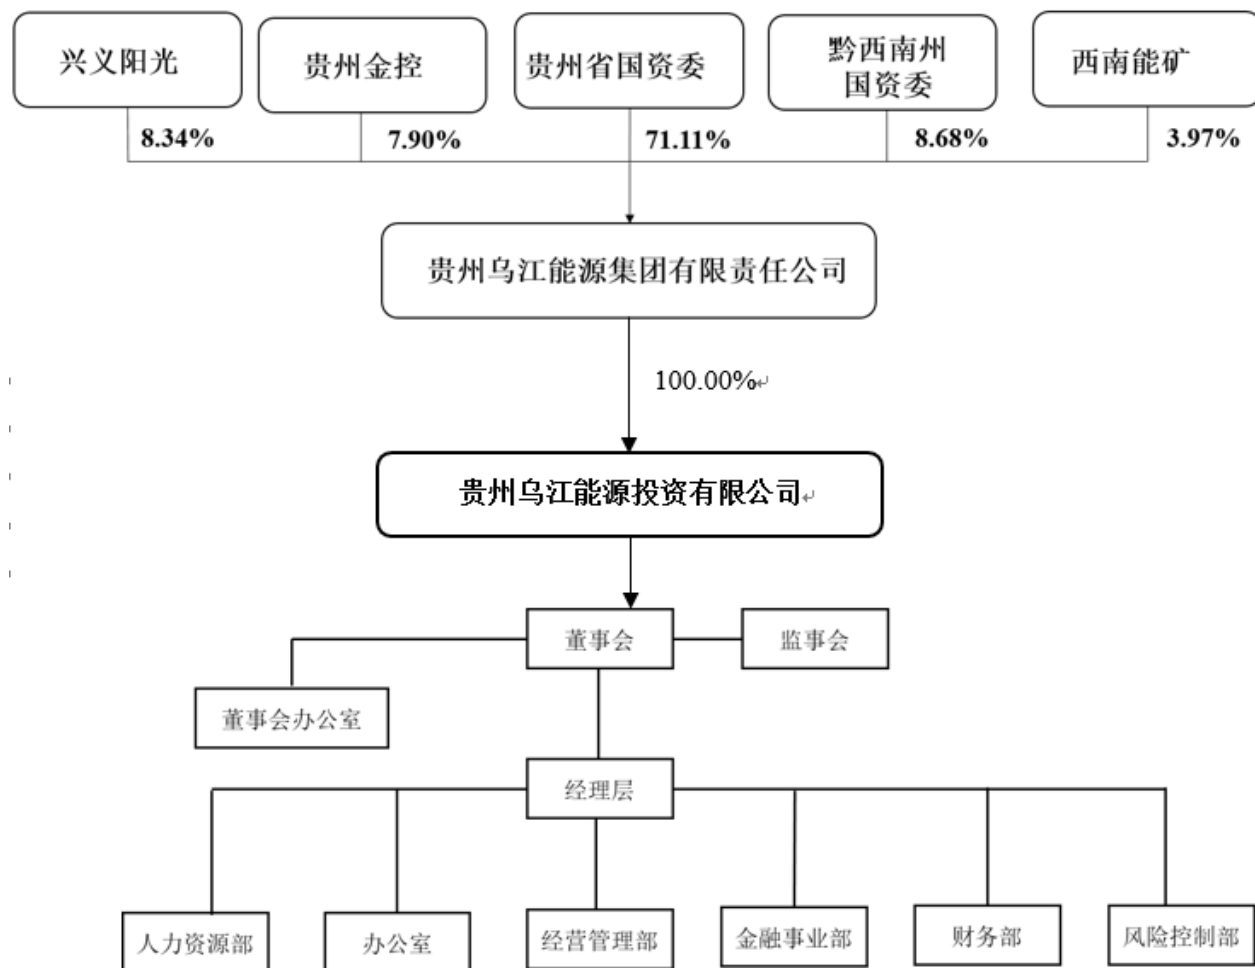 兴义阳光
贵州金控
贵州省国资委
黔西南州
国资委
西南能矿
8.34%
7.90%
71.11%
8.68%
3.97%
贵州乌江能源集团有限责任公司
100.00%
贵州乌江能源投资有限公司
董事会
监事会
董事会办公室
经理层
人力资源部
办公室
经营管理部
金融事业部
财务部
风险控制部